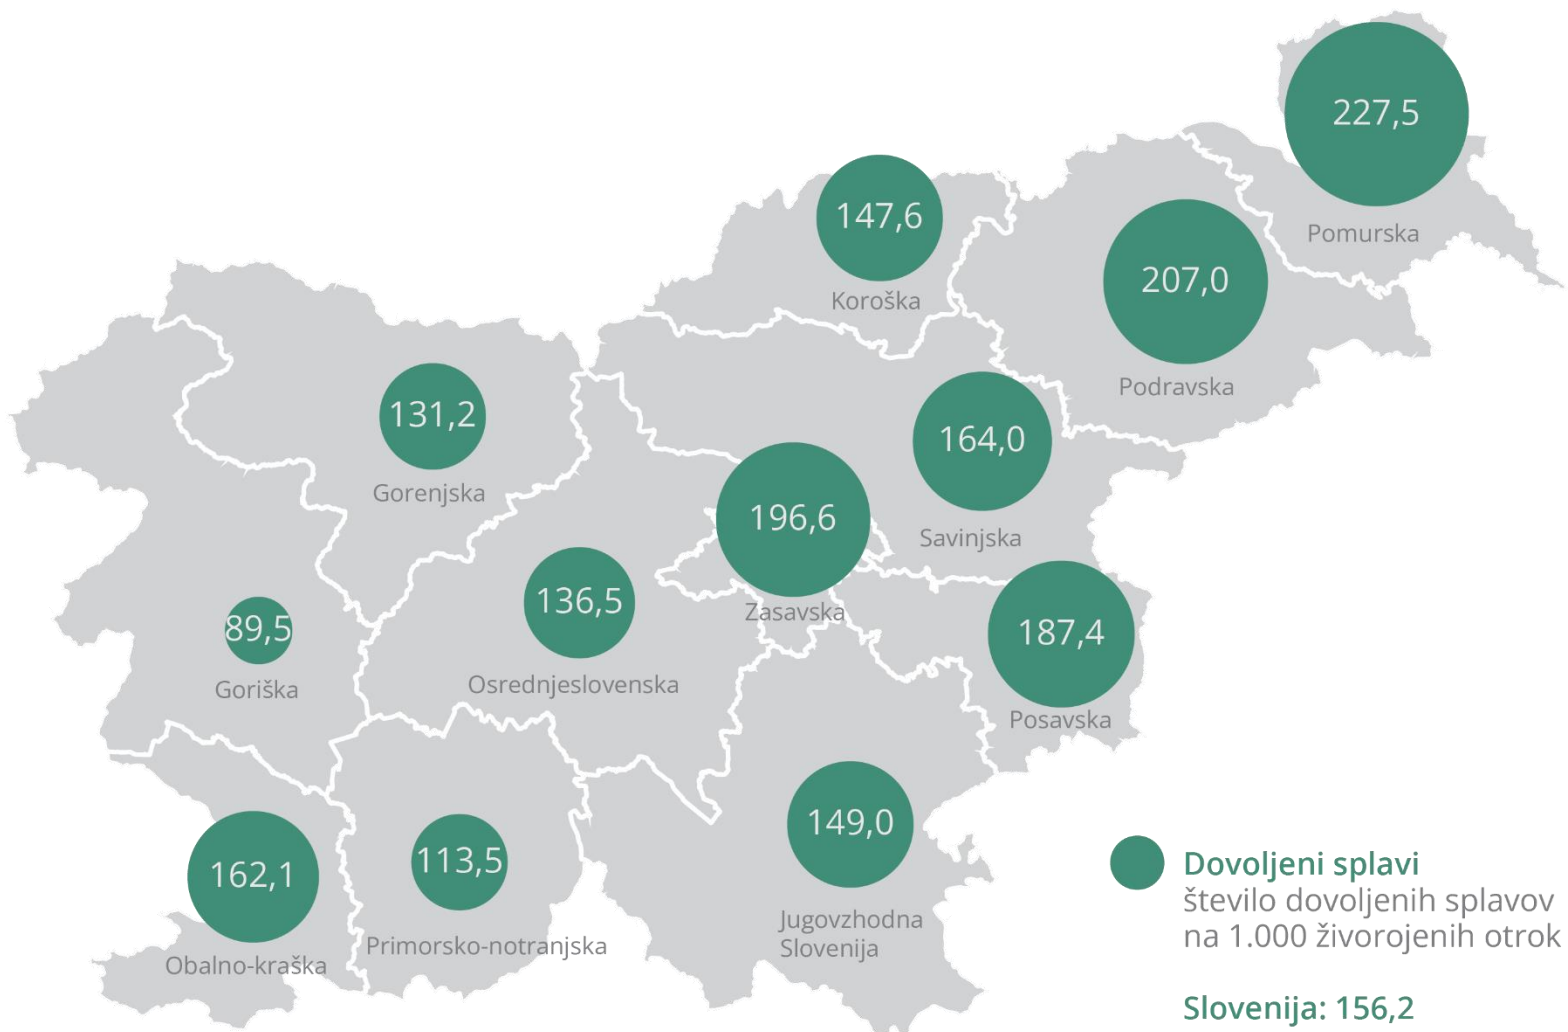 227,5
Pomurska
147,6
Koroška
207,0
Podravska
131,2
Gorenjska
164,0
Savinjska
196,6
Zasavska
136,5
Osrednjeslovenska
89,5
Goriška
187,4
Posavska
149,0
Jugovzhodna
Slovenija
162,1
Obalno-kraška
113,5
Primorsko-notranjska
Dovoljeni splavi
število dovoljenih splavov
na 1.000 živorojenih otrok
Slovenija: 156,2